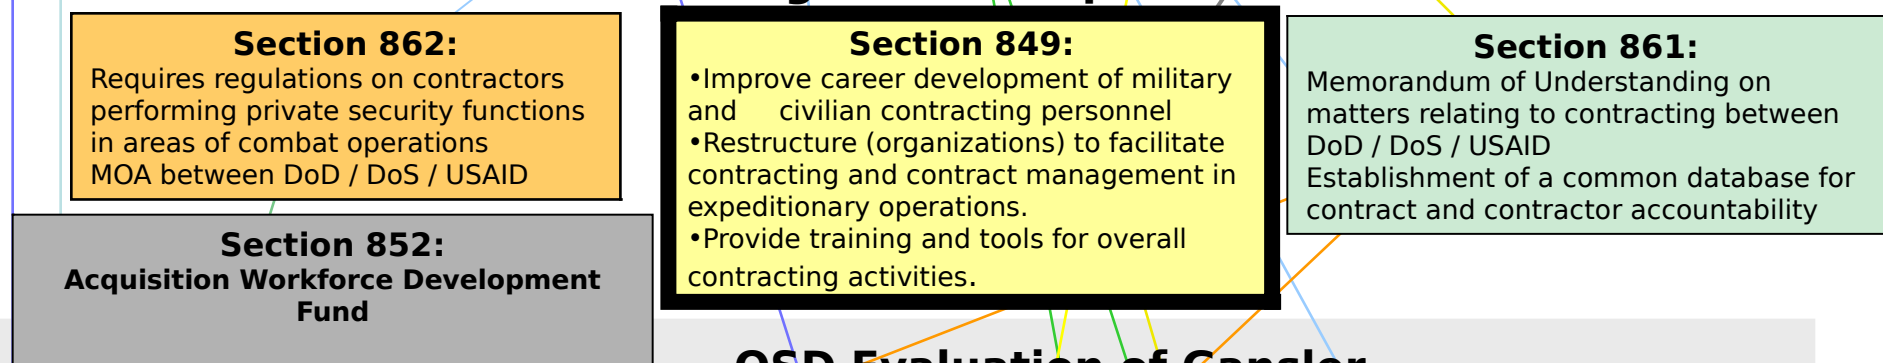 Section 862:
Requires regulations on contractors
performing private security functions
in areas of combat operations
MOA between DoD / DoS / USAID
Section 849:
•Improve career development of military
and     civilian contracting personnel
•Restructure (organizations) to facilitate
contracting and contract management in
expeditionary operations.
•Provide training and tools for overall
contracting activities.
Section 861:
Memorandum of Understanding on
matters relating to contracting between
DoD / DoS / USAID
Establishment of a common database for
contract and contractor accountability
Section 852:
Acquisition Workforce Development
Fund
OSD Evaluation of Gansler